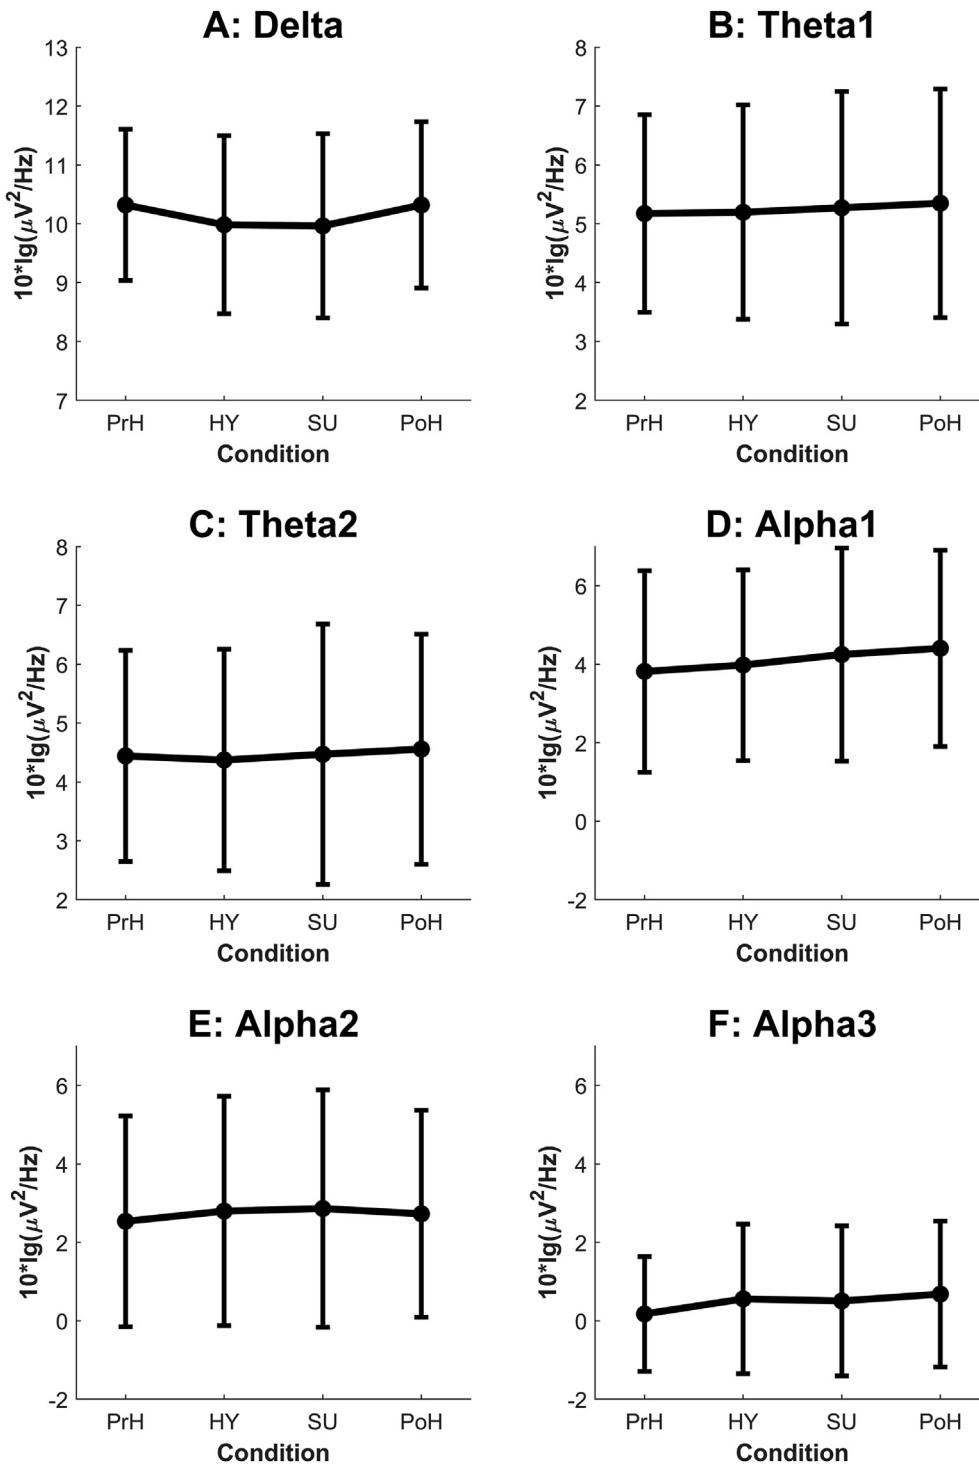 A: Delta
13
12
11
10
9
8
7
10*lg(μV²/Hz)
PrH HY SU PoH
Condition
B: Theta1
8
7
6
5
4
3
2
10*lg(μV²/Hz)
PrH HY SU PoH
Condition
C: Theta2
8
7
6
5
4
3
2
10*lg(μV²/Hz)
PrH HY SU PoH
Condition
D: Alpha1
6
4
2
0
-2
10*lg(μV²/Hz)
PrH HY SU PoH
Condition
E: Alpha2
6
4
2
0
-2
10*lg(μV²/Hz)
PrH HY SU PoH
Condition
F: Alpha3
6
4
2
0
-2
10*lg(μV²/Hz)
PrH HY SU PoH
Condition